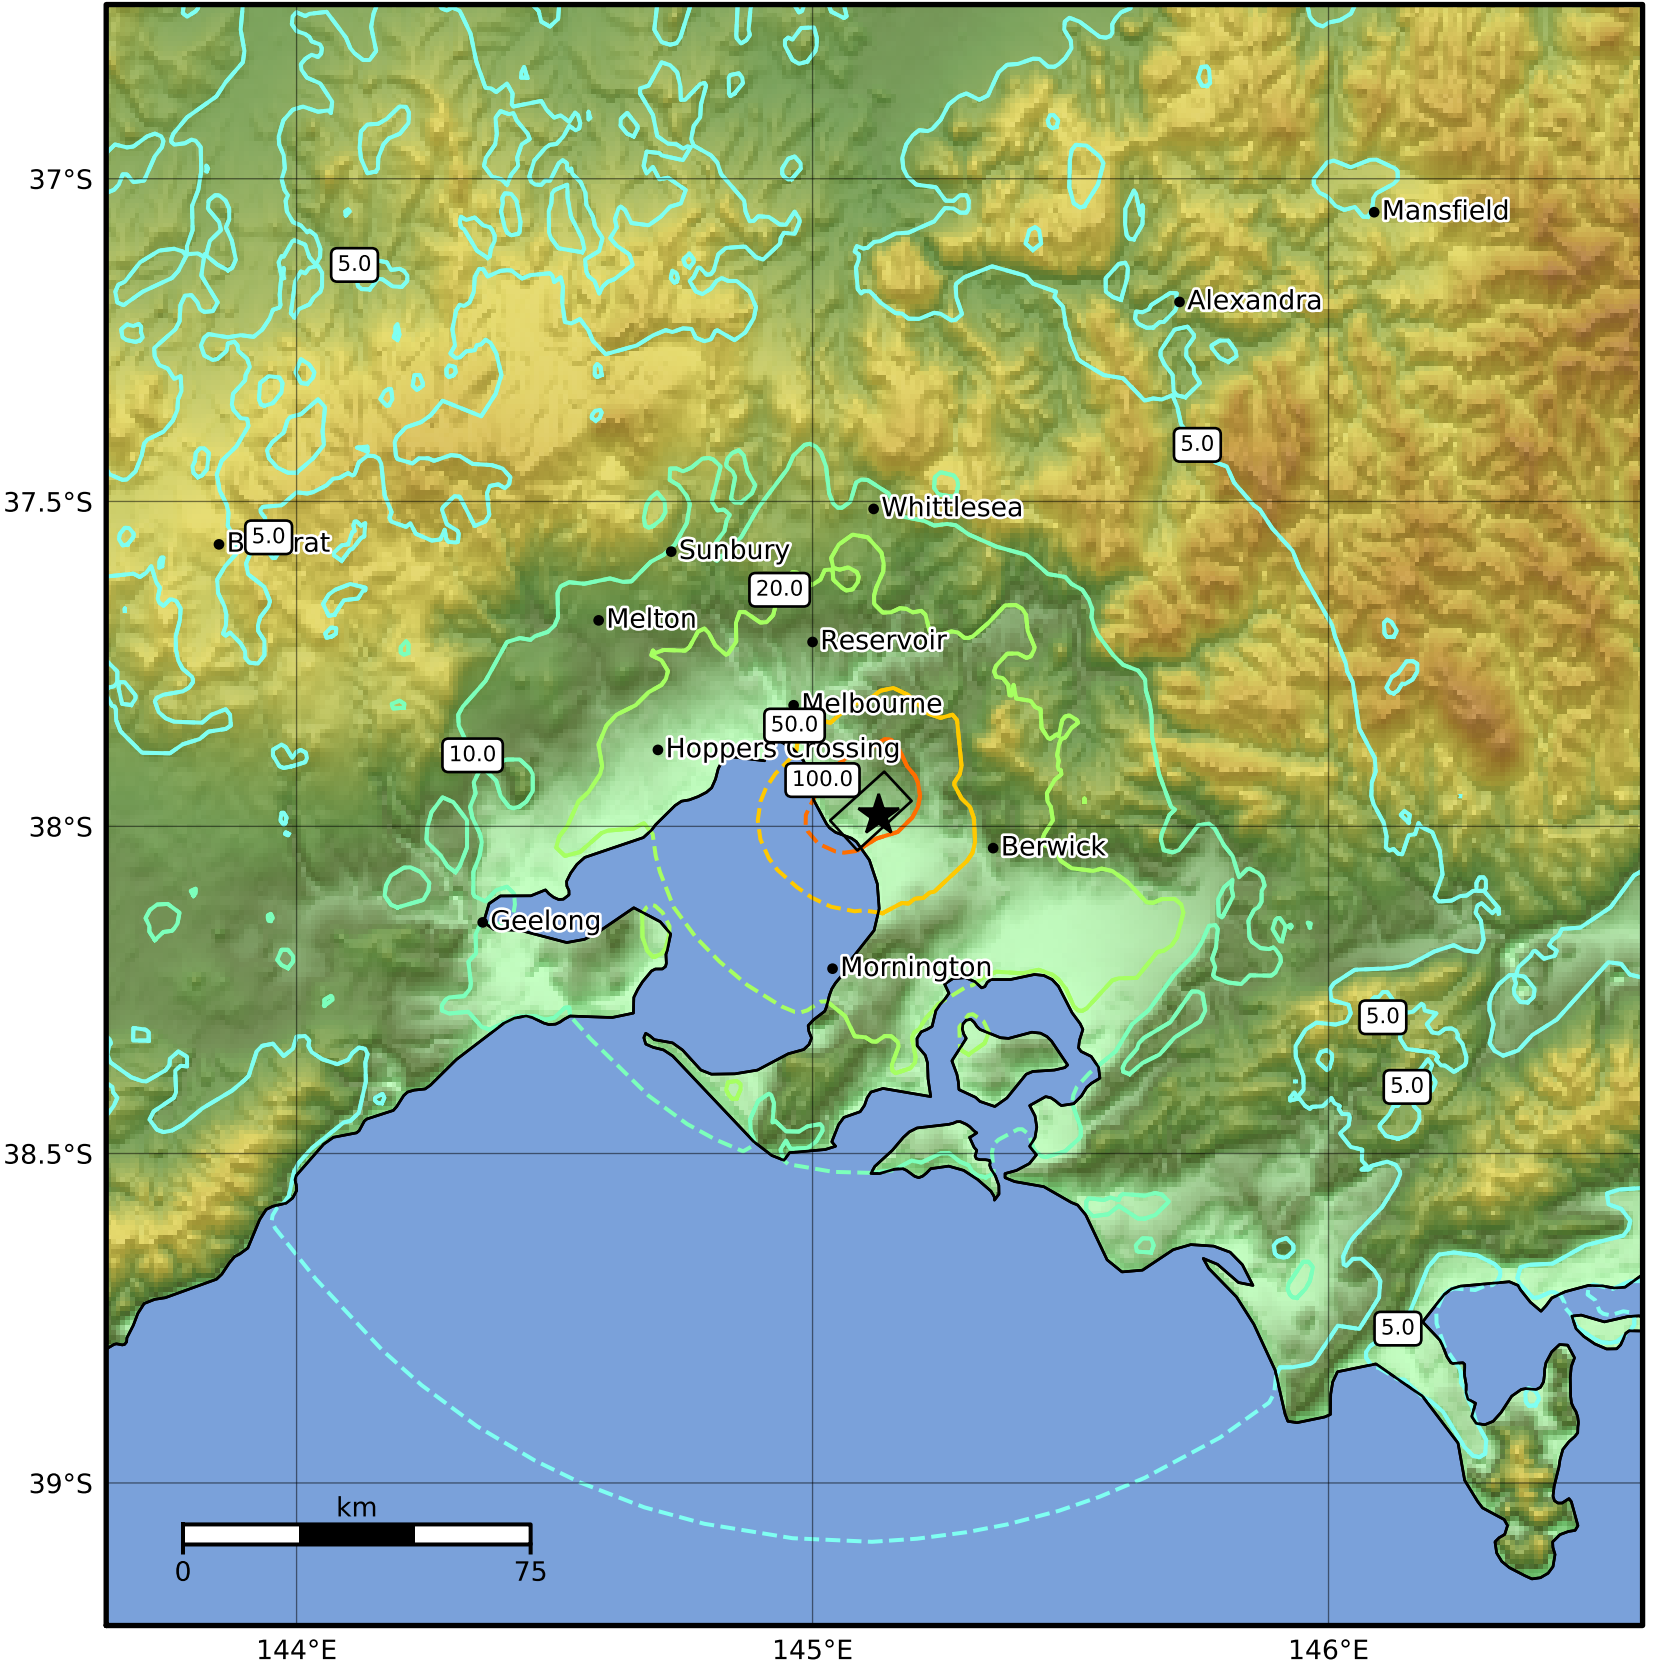 37°S
Mansfield
5.0
Alexandra
5.0
37.5°S
Whittlesea
B
5.0
rat
Sunbury
20.0
Melton
Reservoir
Melbourne
50.0
10.0
Hoppers Crossing
100.0
38°S
Berwick
Geelong
Mornington
5.0
5.0
38.5°S
5.0
39°S
km
0
75
144°E
145°E
146°E